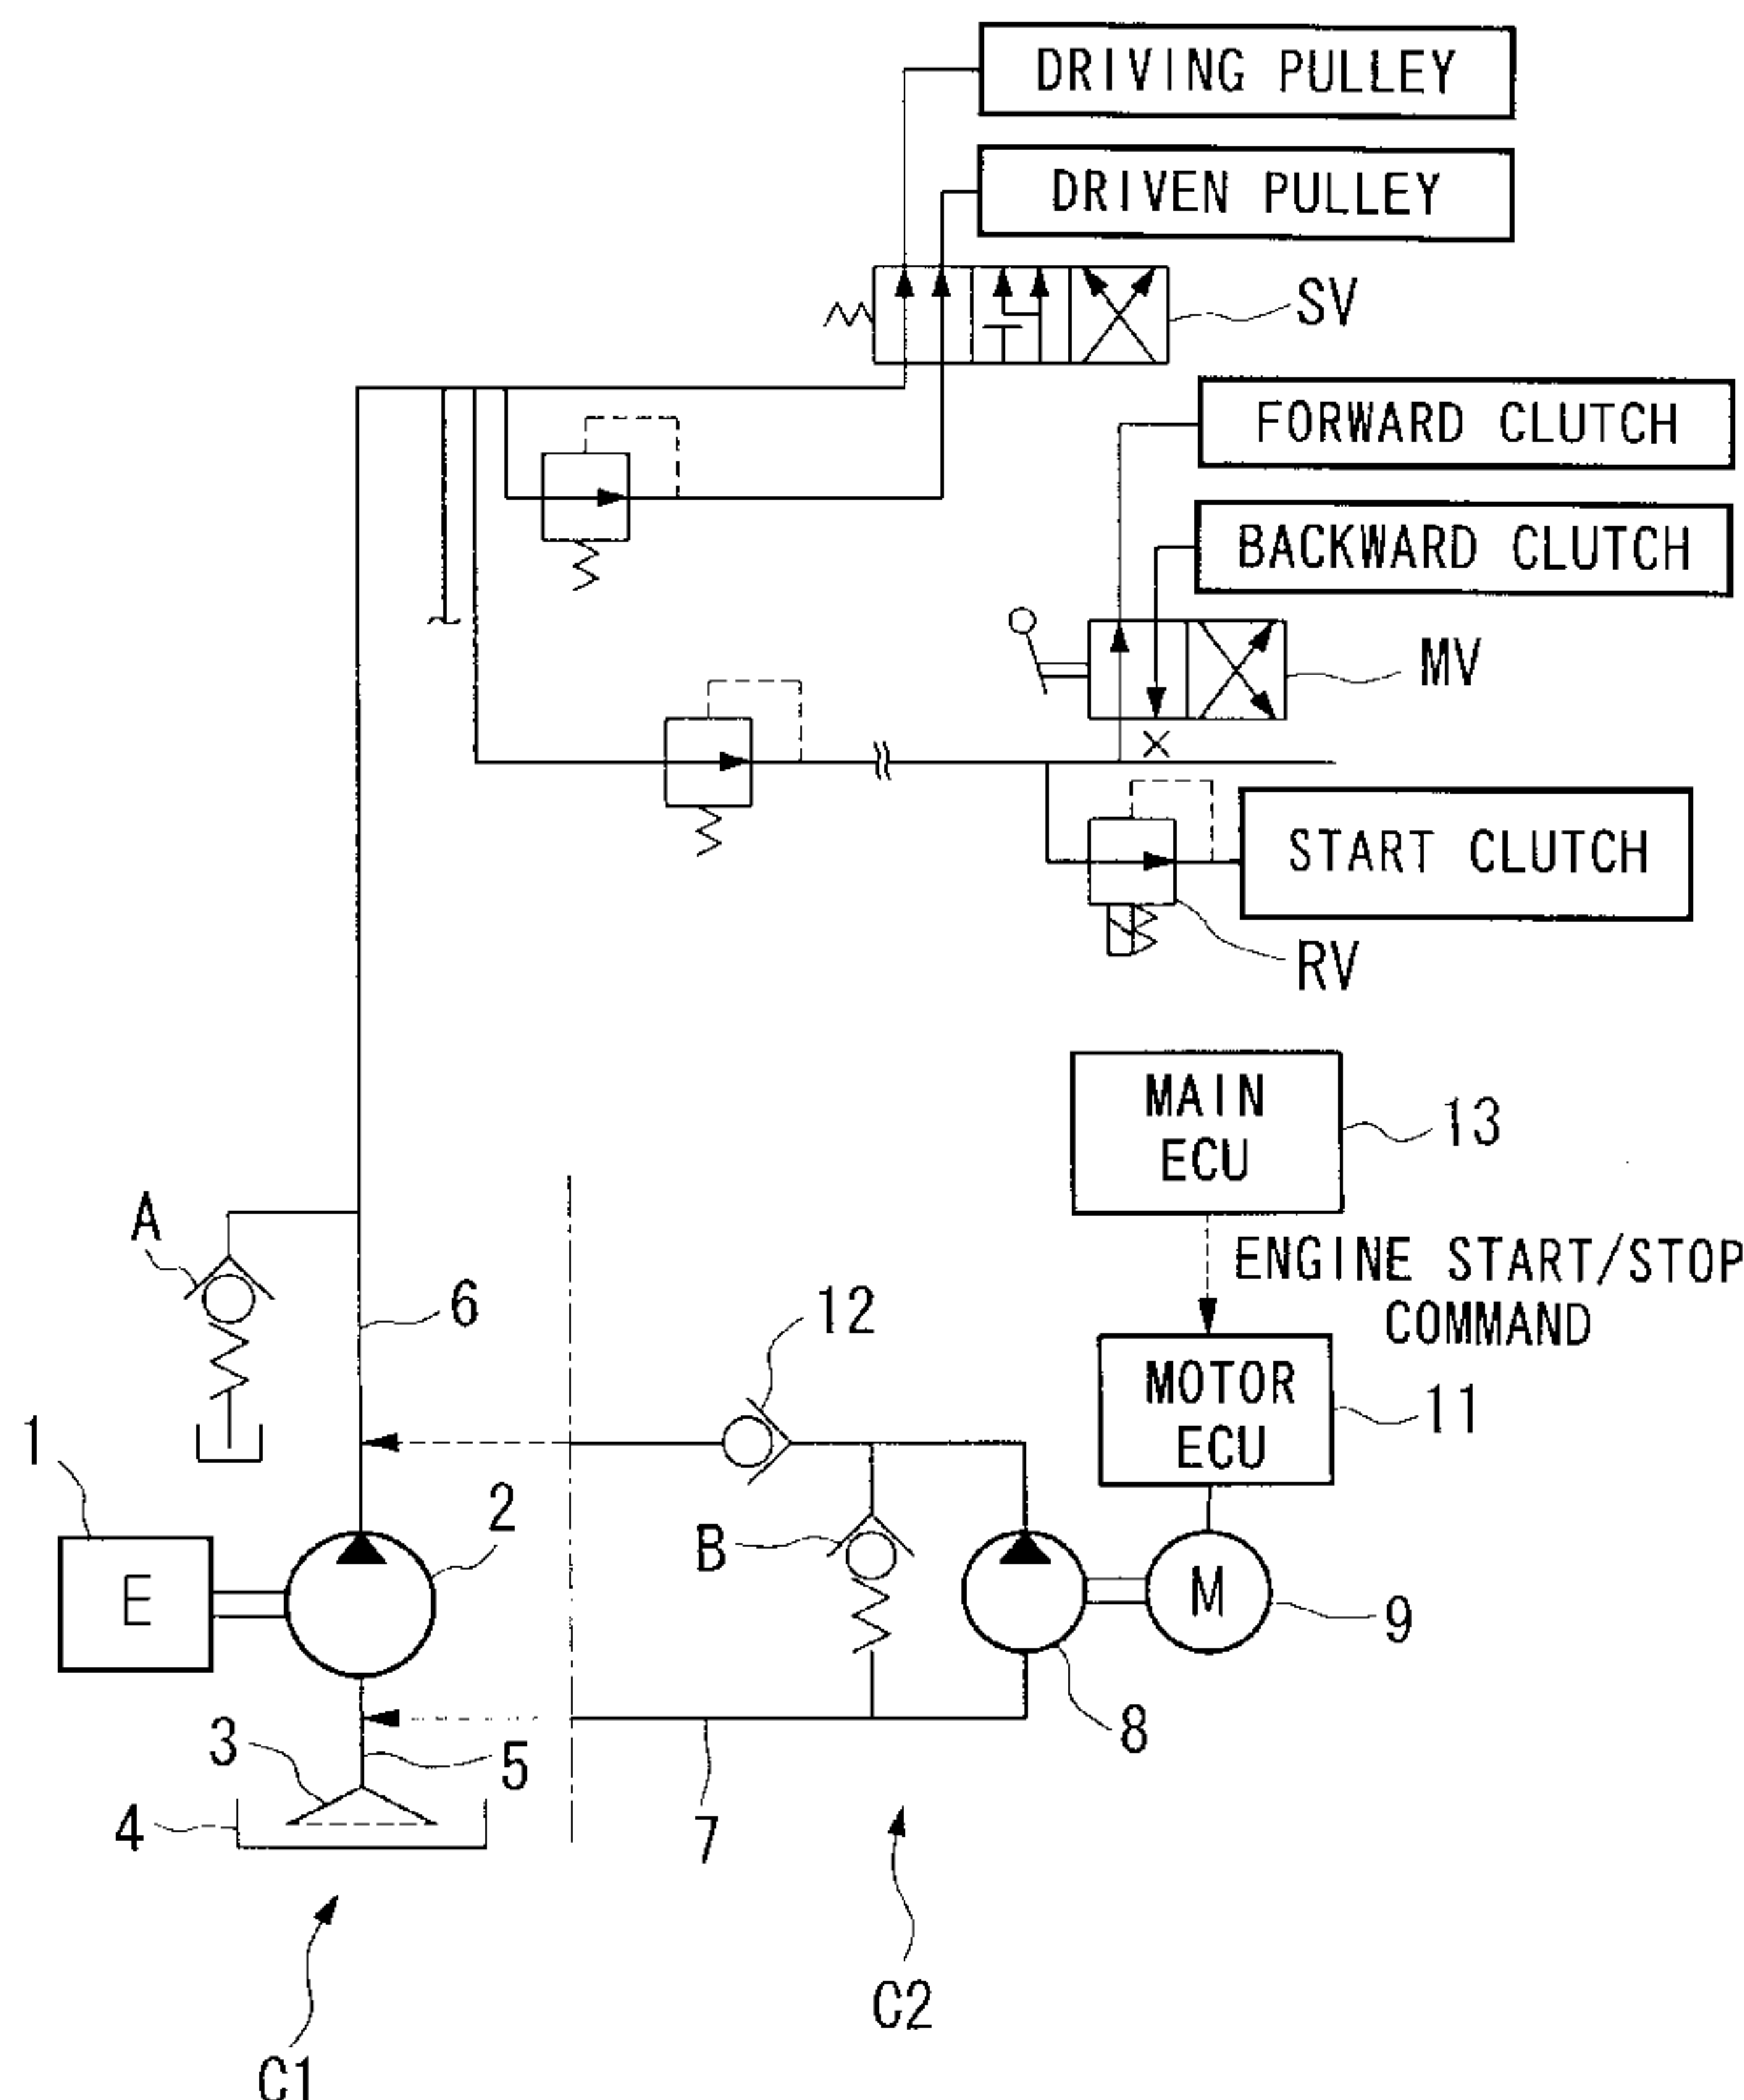 DRIVING PULLEY
DRIVEN PULLEY
SV
FORWARD CLUTCH
BACKWARD CLUTCH
MV
START CLUTCH
RV
MAIN
ECU
13
A
ENGINE START/STOP
COMMAND
6
12
MOTOR
ECU
11
1
2
B
E
M
9
3
5
8
4
7
C2
C1